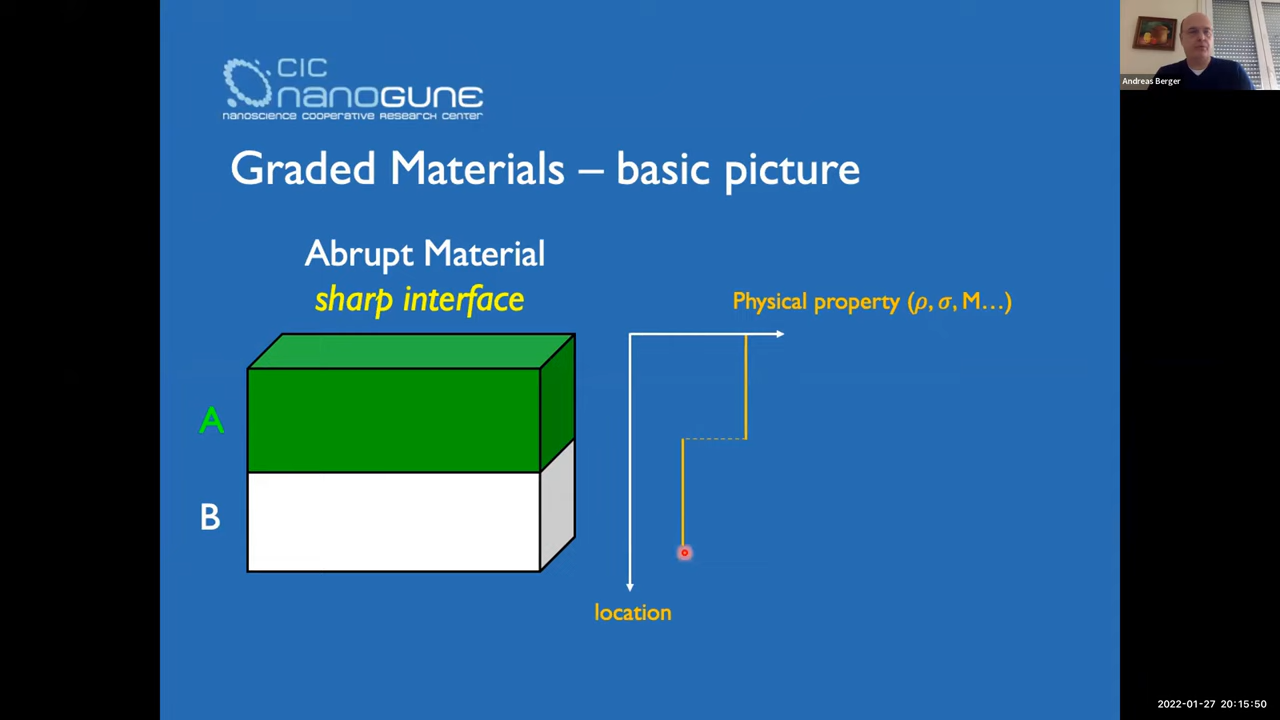 CIC
nanoGUNE
nanoscience cooperative research center
Graded Materials – basic picture
Abrupt Material
sharp interface
Physical property (ρ, σ, M…)
A
B
location
Andreas Berger
2022-01-27 20:15:50